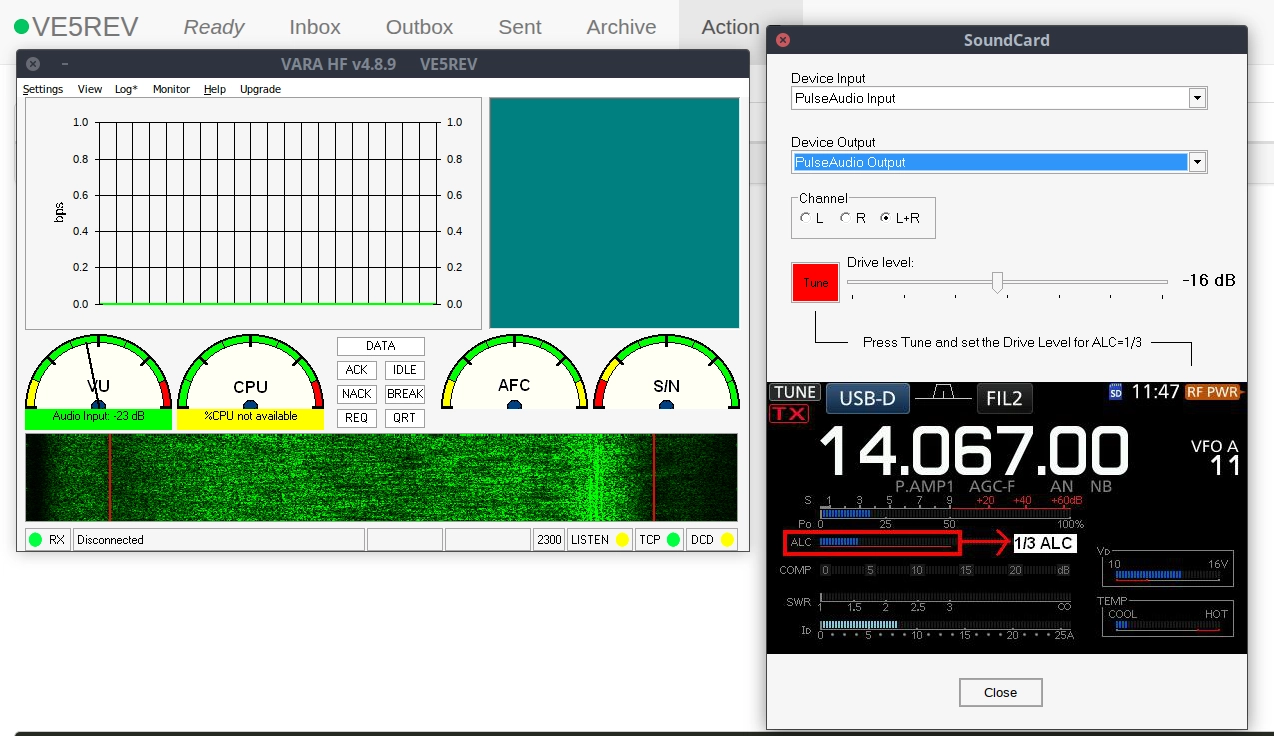 VE5REV Ready Inbox Outbox Sent Archive Action
VARA HF v4.8.9 VE5REV
Settings View Log* Monitor Help Upgrade
1.0 1.0
0.8 0.8
0.6 0.6
bps
0.4 0.4
0.2 0.2
0.0 0.0
VU CPU AFC S/N
Audio Input: -23 dB
%CPU not available
DATA
ACK IDLE
NACK BREAK
REQ QRT
RX Disconnected 2300 LISTEN TCP DCD
SoundCard
Device Input
PulseAudio Input
Device Output
PulseAudio Output
Channel
L R L+R
Tune
Drive level:
-16 dB
Press Tune and set the Drive Level for ALC=1/3
TUNE USB-D FIL2 SD 11:47 RF PWR
TX
14.067.00 VFO A
11
P.AMP1 AGC-F AN NB
S 1 3 5 7 9 +20 +40 +60dB
Po 0 25 50 100%
ALC 1/3 ALC
COMP 0 5 10 15 20 dB
SWR 1 1.5 2 2.5 3 ∞
ID 0 5 10 15 20 25A
VD
10 16V
TEMP
COOL HOT
Close